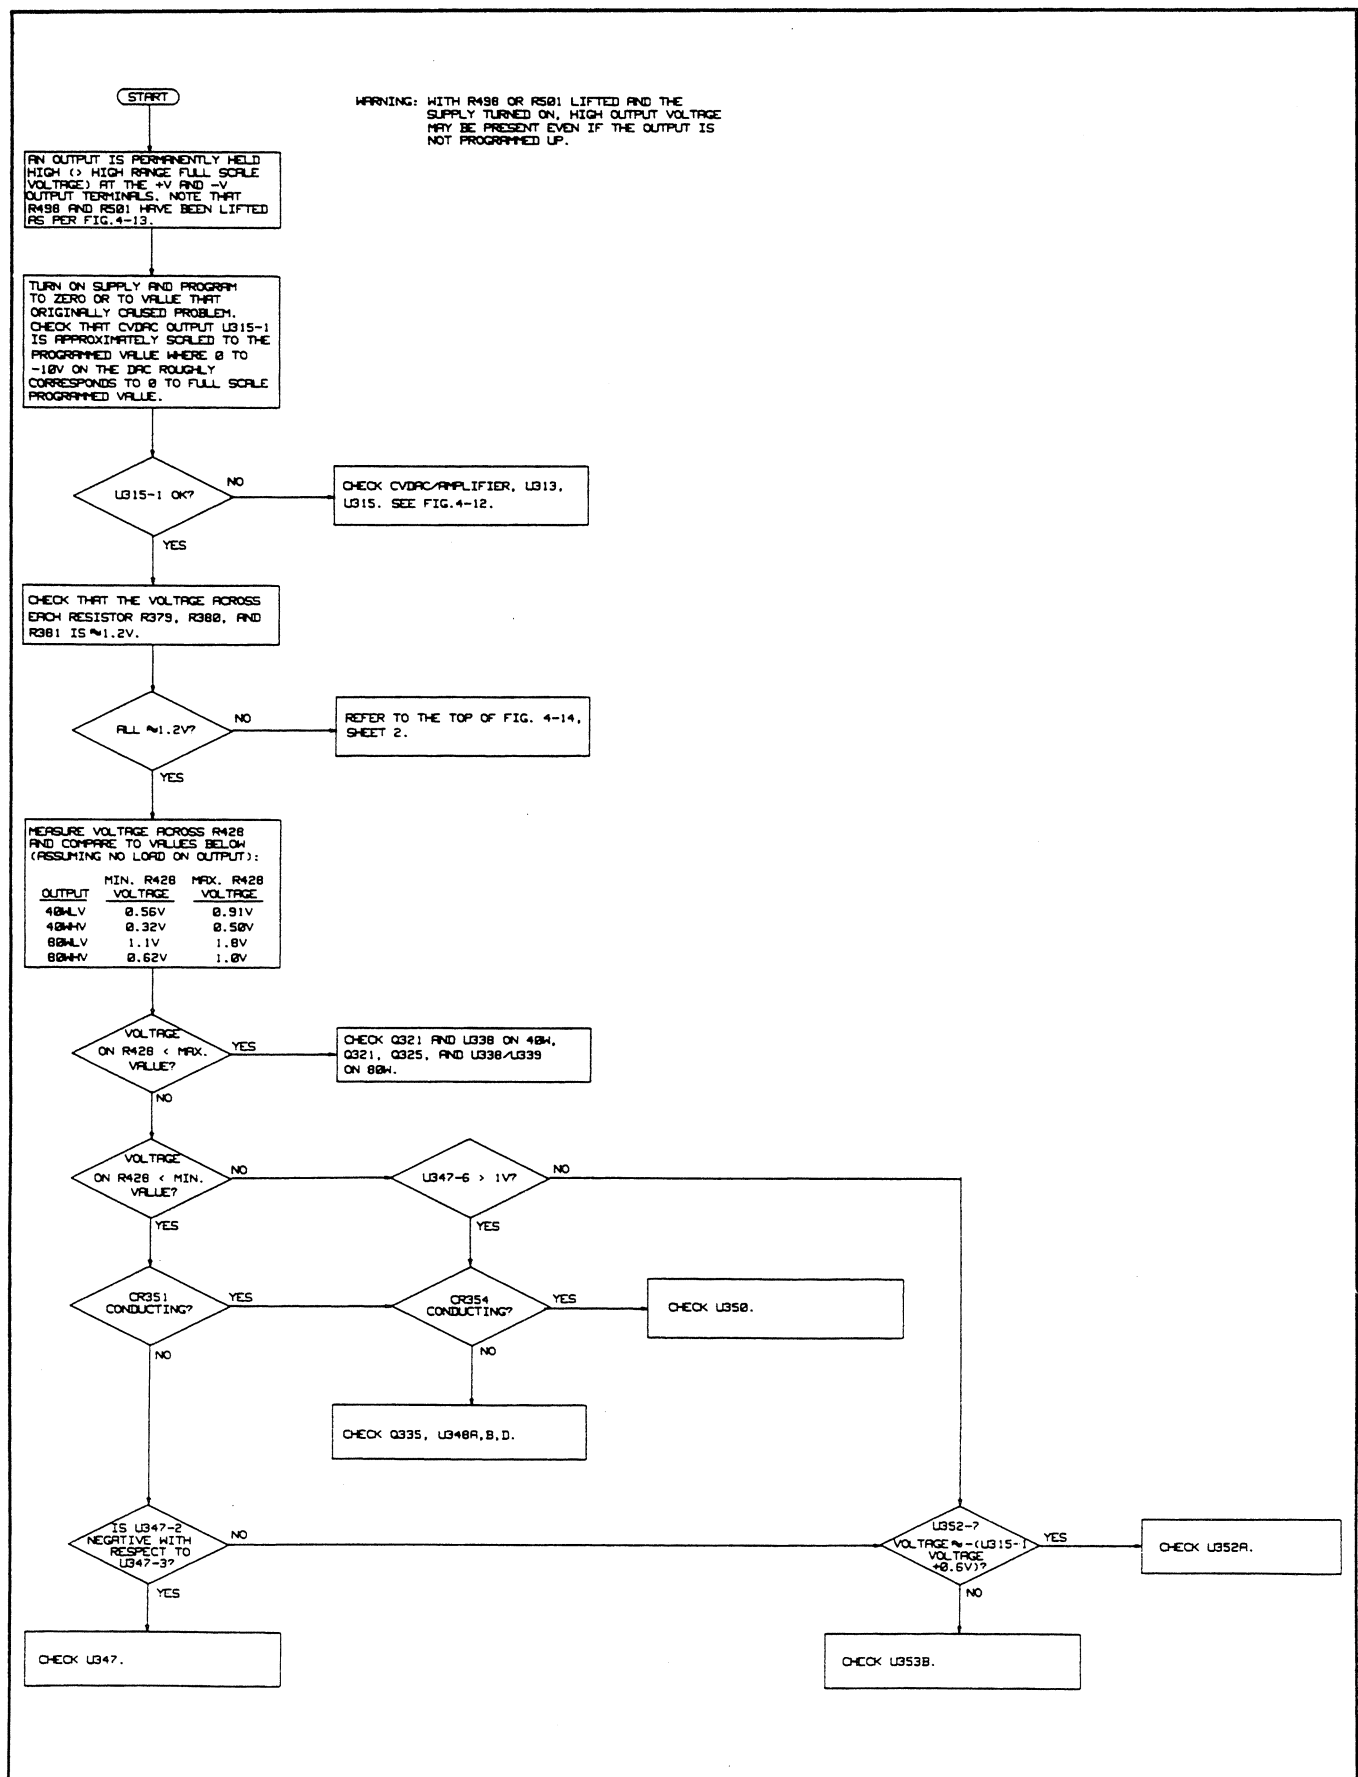 START
WARNING: WITH R498 OR R501 LIFTED AND THE
SUPPLY TURNED ON, HIGH OUTPUT VOLTAGE
MAY BE PRESENT EVEN IF THE OUTPUT IS
NOT PROGRAMMED UP.
AN OUTPUT IS PERMANENTLY HELD
HIGH (> HIGH RANGE FULL SCALE
VOLTAGE) AT THE +V AND -V
OUTPUT TERMINALS. NOTE THAT
R498 AND R501 HAVE BEEN LIFTED
AS PER FIG.4-13.
TURN ON SUPPLY AND PROGRAM
TO ZERO OR TO VALUE THAT
ORIGINALLY CAUSED PROBLEM.
CHECK THAT CVDAC OUTPUT U315-1
IS APPROXIMATELY SCALED TO THE
PROGRAMMED VALUE WHERE 0 TO
-10V ON THE DAC ROUGHLY
CORRESPONDS TO 0 TO FULL SCALE
PROGRAMMED VALUE.
U315-1 OK?
NO
CHECK CVDAC/AMPLIFIER, U313,
U315. SEE FIG.4-12.
YES
CHECK THAT THE VOLTAGE ACROSS
EACH RESISTOR R379, R380, AND
R381 IS ≈1.2V.
ALL ≈1.2V?
NO
REFER TO THE TOP OF FIG. 4-14,
SHEET 2.
YES
MEASURE VOLTAGE ACROSS R428
AND COMPARE TO VALUES BELOW
(ASSUMING NO LOAD ON OUTPUT):
MIN. R428 MAX. R428
OUTPUT VOLTAGE VOLTAGE
40WLV 0.56V 0.91V
40WHV 0.32V 0.50V
80WLV 1.1V 1.8V
80WHV 0.62V 1.0V
VOLTAGE
ON R428 < MAX.
VALUE?
YES
CHECK Q321 AND U338 ON 40W,
Q321, Q325, AND U338/U339
ON 80W.
NO
VOLTAGE
ON R428 < MIN.
VALUE?
NO
U347-6 > 1V?
NO
YES
YES
CR351
CONDUCTING?
YES
CR354
CONDUCTING?
YES
CHECK U350.
NO
NO
CHECK Q335, U348A,B,D.
IS U347-2
NEGATIVE WITH
RESPECT TO
U347-3?
NO
U352-7
VOLTAGE ≈ -(U315-1
VOLTAGE
+0.6V)?
YES
CHECK U352A.
YES
NO
CHECK U347.
CHECK U353B.